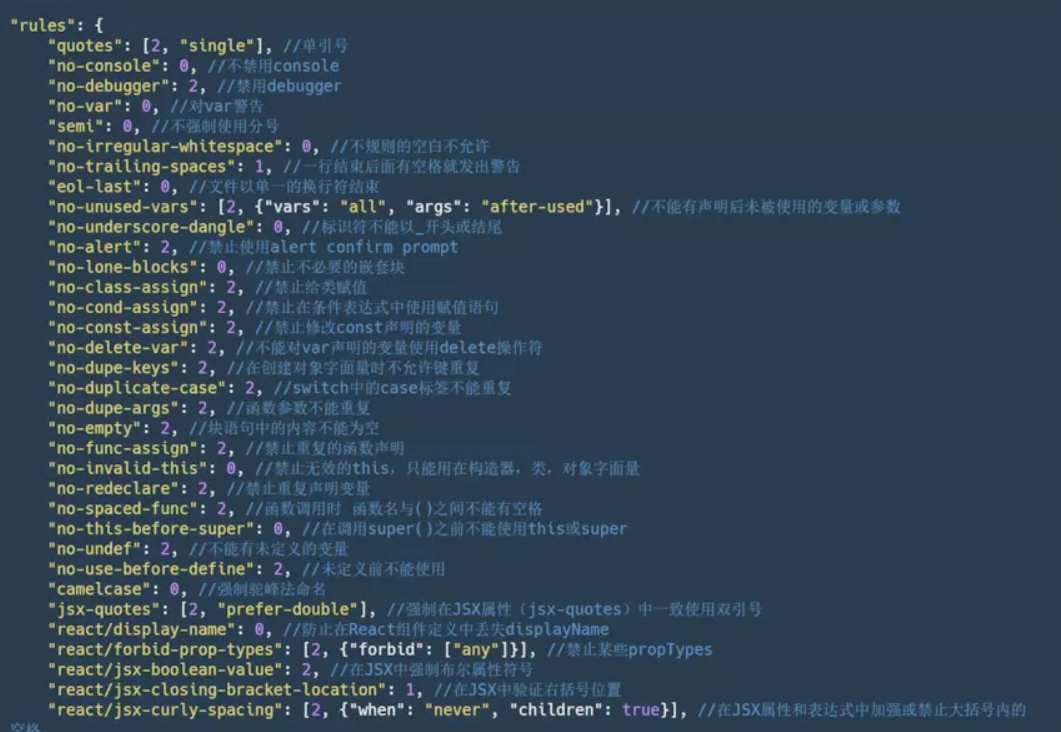 "rules": {
"quotes": [2, "single"], //单引号
"no-console": 0, //不禁用console
"no-debugger": 2, //禁用debugger
"no-var": 0, //对var警告
"semi": 0, //不强制使用分号
"no-irregular-whitespace": 0, //不规则的空白不允许
"no-trailing-spaces": 1, //一行结束后面有空格就发出警告
"eol-last": 0, //文件以单一的换行符结束
"no-unused-vars": [2, {"vars": "all", "args": "after-used"}], //不能有声明后未被使用的变量或参数
"no-underscore-dangle": 0, //标识符不能以_开头或结尾
"no-alert": 2, //禁止使用alert confirm prompt
"no-lone-blocks": 0, //禁止不必要的嵌套块
"no-class-assign": 2, //禁止给类赋值
"no-cond-assign": 2, //禁止在条件表达式中使用赋值语句
"no-const-assign": 2, //禁止修改const声明的变量
"no-delete-var": 2, //不能对var声明的变量使用delete操作符
"no-dupe-keys": 2, //在创建对象字面量时不允许键重复
"no-duplicate-case": 2, //switch中的case标签不能重复
"no-dupe-args": 2, //函数参数不能重复
"no-empty": 2, //块语句中的内容不能为空
"no-func-assign": 2, //禁止重复的函数声明
"no-invalid-this": 0, //禁止无效的this，只能用在构造器，类，对象字面量
"no-redeclare": 2, //禁止重复声明变量
"no-spaced-func": 2, //函数调用时 函数名与()之间不能有空格
"no-this-before-super": 0, //在调用super()之前不能使用this或super
"no-undef": 2, //不能有未定义的变量
"no-use-before-define": 2, //未定义前不能使用
"camelcase": 0, //强制驼峰法命名
"jsx-quotes": [2, "prefer-double"], //强制在JSX属性（jsx-quotes）中一致使用双引号
"react/display-name": 0, //防止在React组件定义中丢失displayName
"react/forbid-prop-types": [2, {"forbid": ["any"]}], //禁止某些propTypes
"react/jsx-boolean-value": 2, //在JSX中强制布尔属性符号
"react/jsx-closing-bracket-location": 1, //在JSX中验证右括号位置
"react/jsx-curly-spacing": [2, {"when": "never", "children": true}], //在JSX属性和表达式中加强或禁止大括号内的
空格